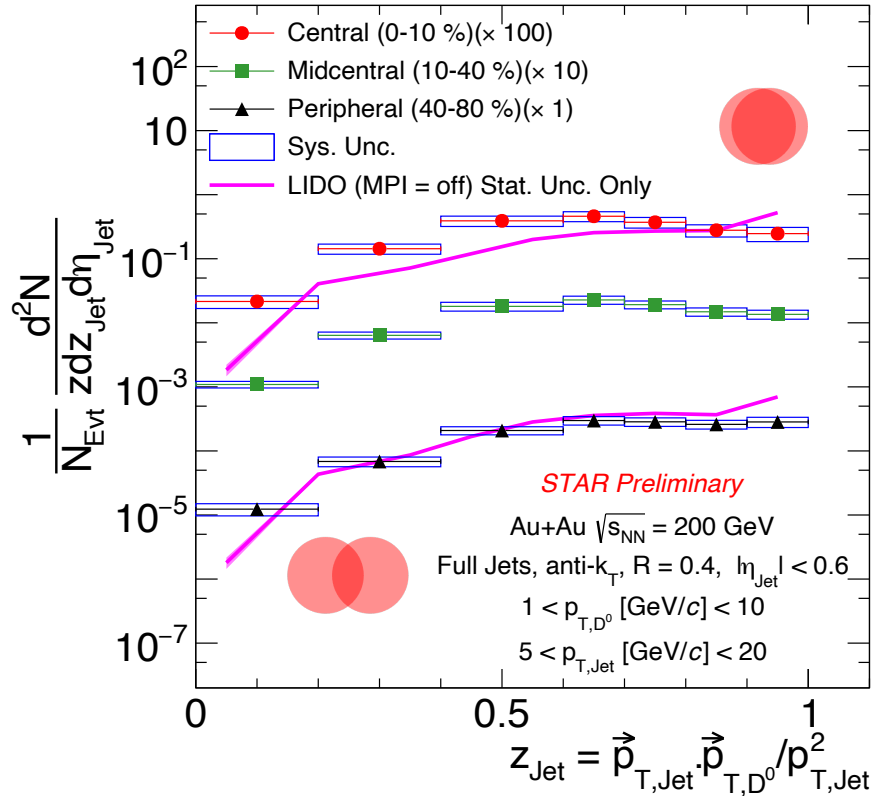 10²
10
10⁻¹
10⁻³
10⁻⁵
10⁻⁷
1/N_Evt d²N/zdz_Jet dη_Jet
Central (0-10 %)(× 100)
Midcentral (10-40 %)(× 10)
Peripheral (40-80 %)(× 1)
Sys. Unc.
LIDO (MPI = off) Stat. Unc. Only
STAR Preliminary
Au+Au √s_NN = 200 GeV
Full Jets, anti-k_T, R = 0.4, |η_Jet| < 0.6
1 < p_T,D⁰ [GeV/c] < 10
5 < p_T,Jet [GeV/c] < 20
0 0.5 1
z_Jet = p⃗_T,Jet.p⃗_T,D⁰/p²_T,Jet